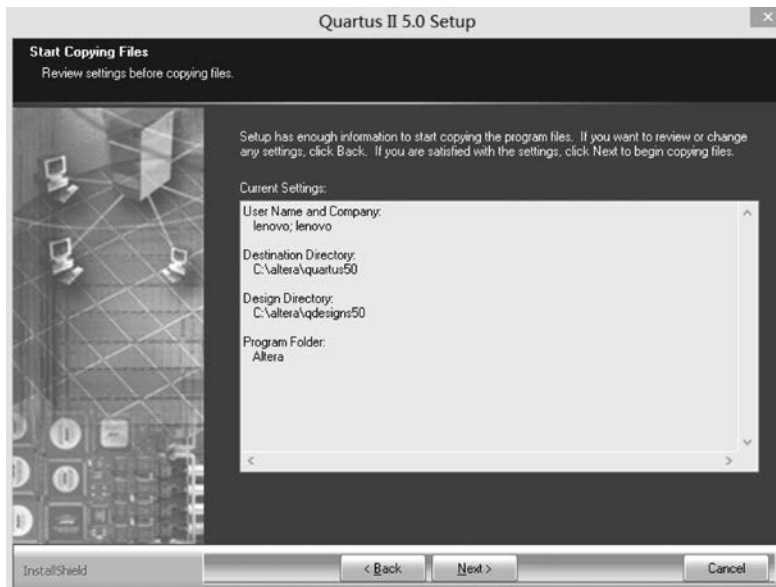 Quartus II 5.0 Setup
Start Copying Files
Review settings before copying files.
Setup has enough information to start copying the program files. If you want to review or change
any settings, click Back. If you are satisfied with the settings, click Next to begin copying files.
Current Settings:
User Name and Company:
lenovo; lenovo
Destination Directory:
C:\altera\quartus50
Design Directory:
C:\altera\qdesigns50
Program Folder:
Altera
InstallShield
< Back
Next >
Cancel